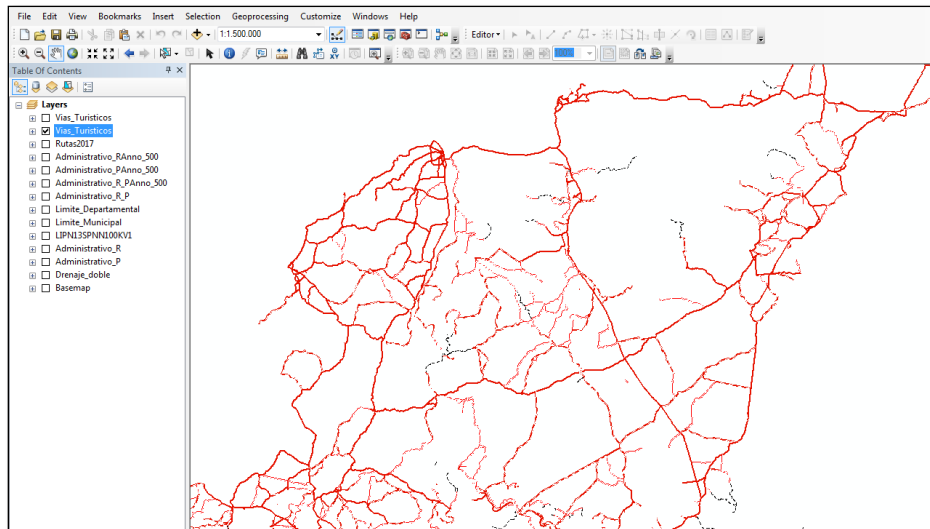 File Edit View Bookmarks Insert Selection Geoprocessing Customize Windows Help
1:1.500.000 Editor
100%
Table Of Contents
Layers
Vias_Turisticos
Vias_Turisticos
Rutas2017
Administrativo_RAnno_500
Administrativo_PAnno_500
Administrativo_R_PAnno_500
Administrativo_R_P
Limite_Departamental
Limite_Municipal
LIPN13SPNN100KV1
Administrativo_R
Administrativo_P
Drenaje_doble
Basemap